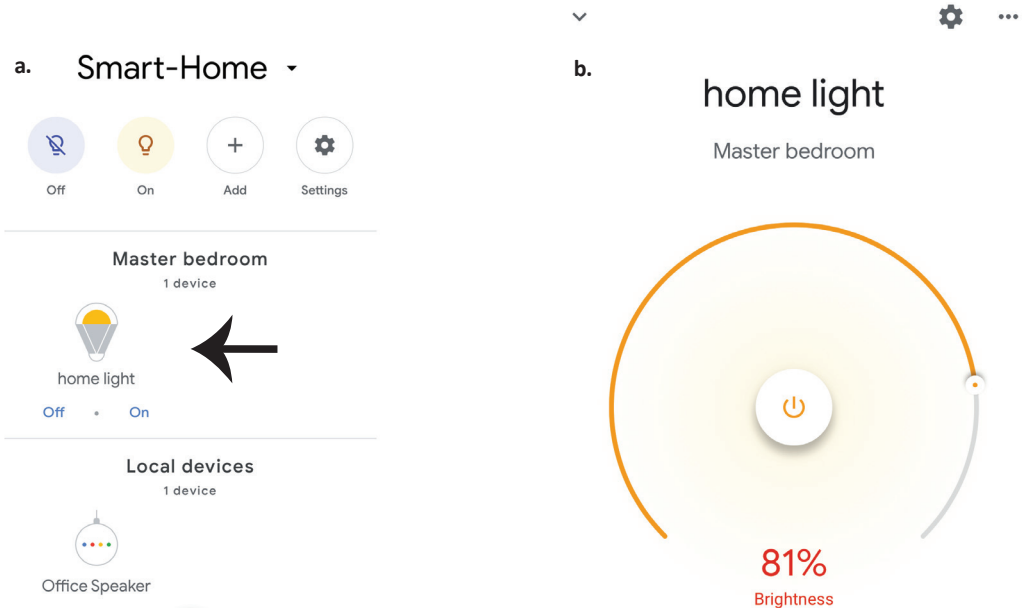 a.
Smart-Home
Off
On
Add
Settings
Master bedroom
1 device
home light
Off • On
Local devices
1 device
Office Speaker
b.
home light
Master bedroom
81%
Brightness